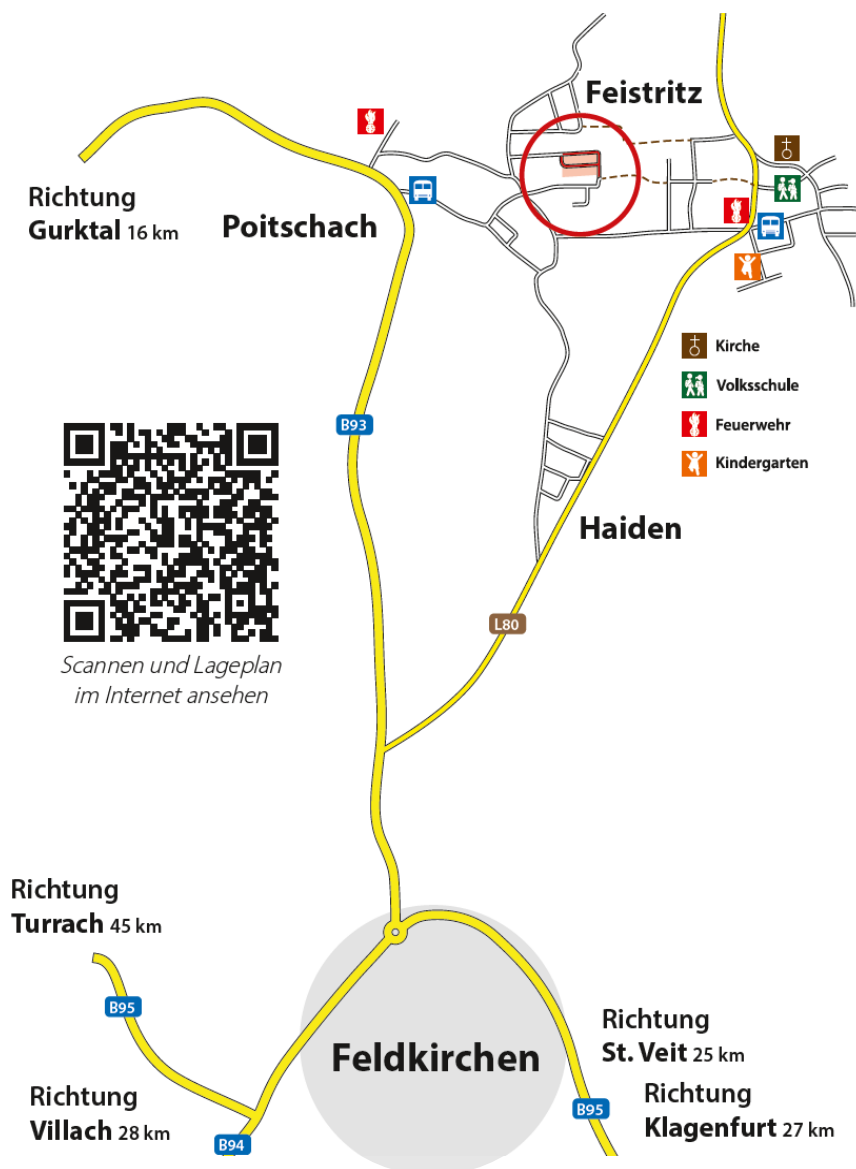 Feistritz
Richtung
Gurktal 16 km
Poitschach
Kirche
Volksschule
Feuerwehr
Kindergarten
B93
Haiden
L80
Scannen und Lageplan
im Internet ansehen
Richtung
Turrach 45 km
B95
Richtung
St. Veit 25 km
Feldkirchen
Richtung
Villach 28 km
B94
B95
Richtung
Klagenfurt 27 km